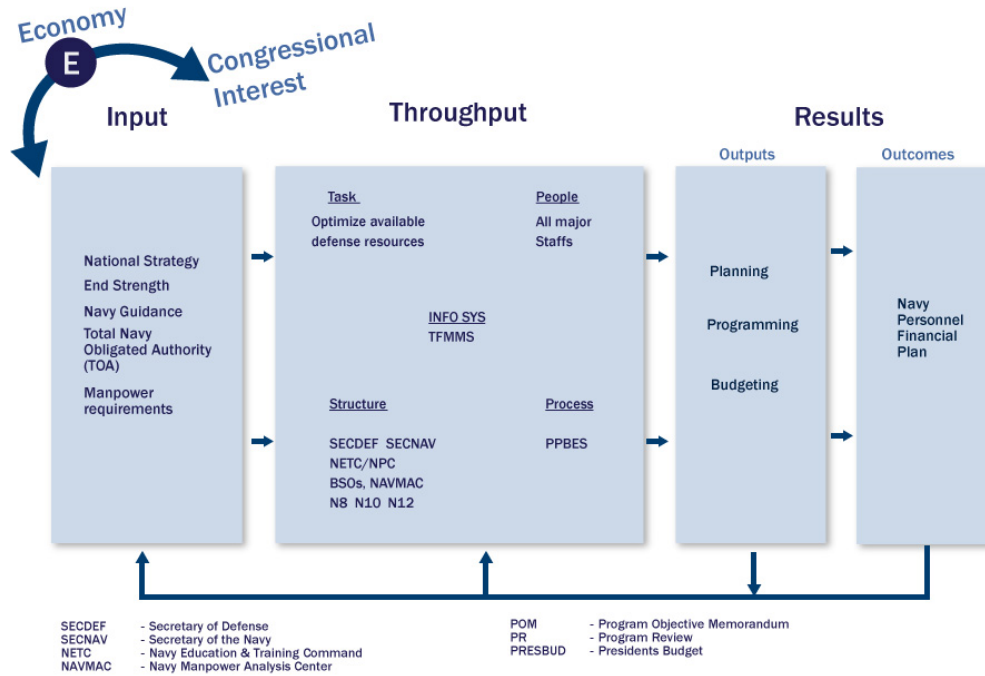 Economy
E
Congressional
Interest
Input
Throughput
Results
Outputs
Outcomes
National Strategy
End Strength
Navy Guidance
Total Navy
Obligated Authority
(TOA)
Manpower
requirements
Task
Optimize available
defense resources
People
All major
Staffs
INFO SYS
TFMMS
Structure
SECDEF SECNAV
NETC/NPC
BSOs, NAVMAC
N8 N10 N12
Process
PPBES
Planning
Programming
Budgeting
Navy
Personnel
Financial
Plan
SECDEF - Secretary of Defense
SECNAV - Secretary of the Navy
NETC - Navy Education & Training Command
NAVMAC - Navy Manpower Analysis Center
POM - Program Objective Memorandum
PR - Program Review
PRESBUD - Presidents Budget